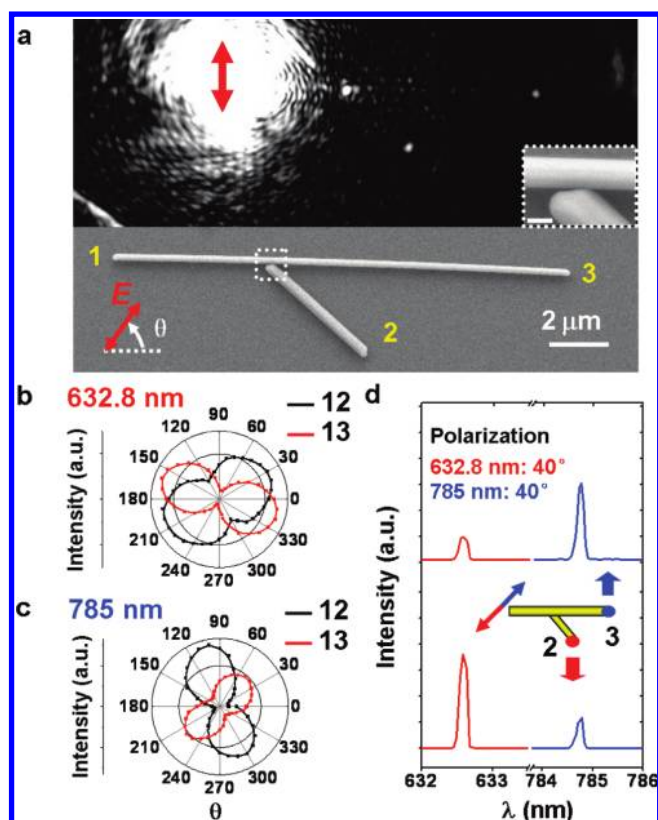 a
1
3
E
θ
2
2 μm
b
632.8 nm
12
13
Intensity (a.u.)
90
60
30
0
330
300
270
240
210
180
150
120
c
785 nm
12
13
Intensity (a.u.)
90
60
30
0
330
300
270
240
210
180
150
120
θ
d
Polarization
632.8 nm: 40°
785 nm: 40°
Intensity (a.u.)
2
3
632 633 784 785 786
λ (nm)